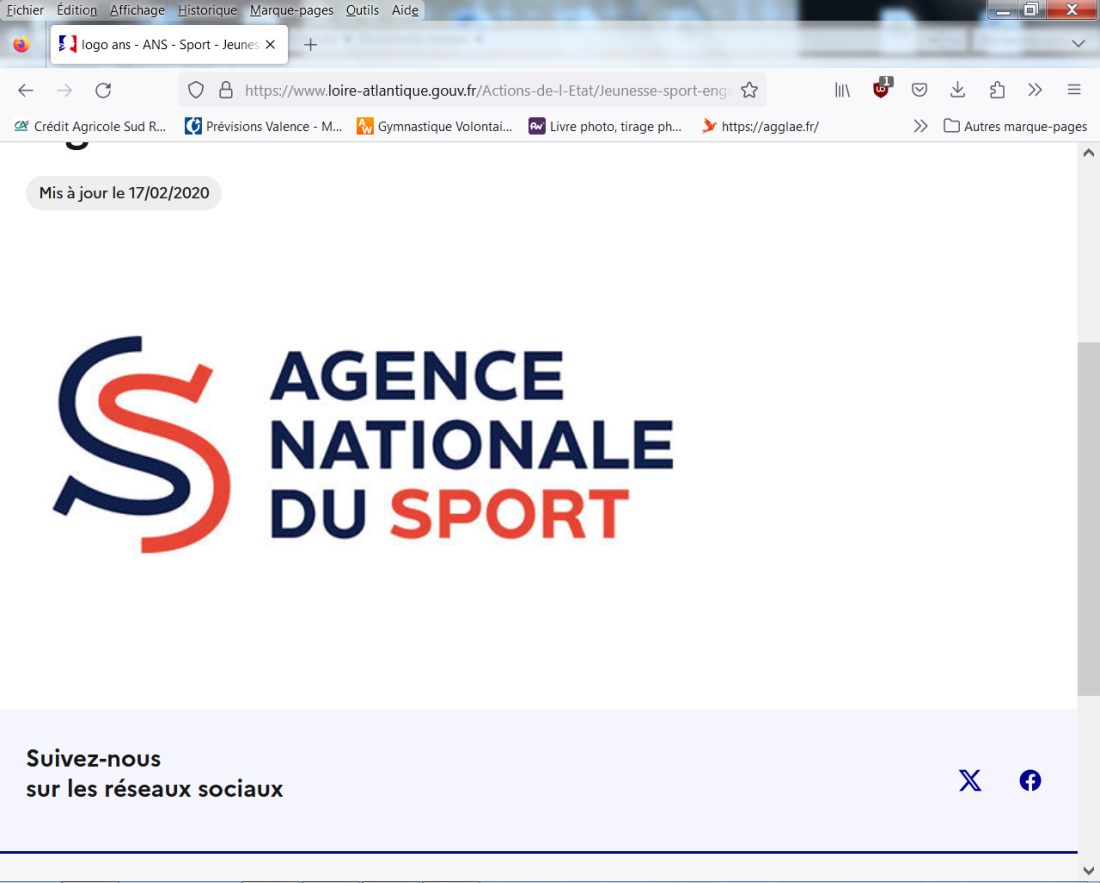 Fichier Édition Affichage Historique Marque-pages Outils Aide
logo ans - ANS - Sport - Jeunes
https://www.loire-atlantique.gouv.fr/Actions-de-l-Etat/Jeunesse-sport-enga
1
Crédit Agricole Sud R... Prévisions Valence - M... Gymnastique Volontai... Livre photo, tirage ph... https://agglae.fr/ Autres marque-pages
Mis à jour le 17/02/2020
AGENCE
NATIONALE
DU SPORT
Suivez-nous
sur les réseaux sociaux